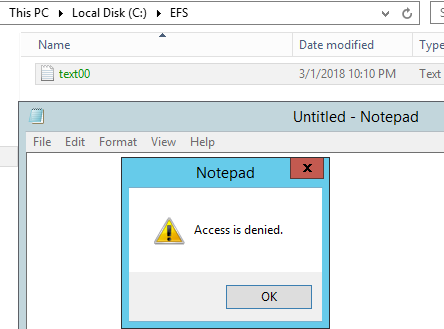 This PC ▸ Local Disk (C:) ▸ EFS
Name Date modified Type
text00 3/1/2018 10:10 PM Text
Untitled - Notepad
File Edit Format View Help
Notepad x
Access is denied.
OK